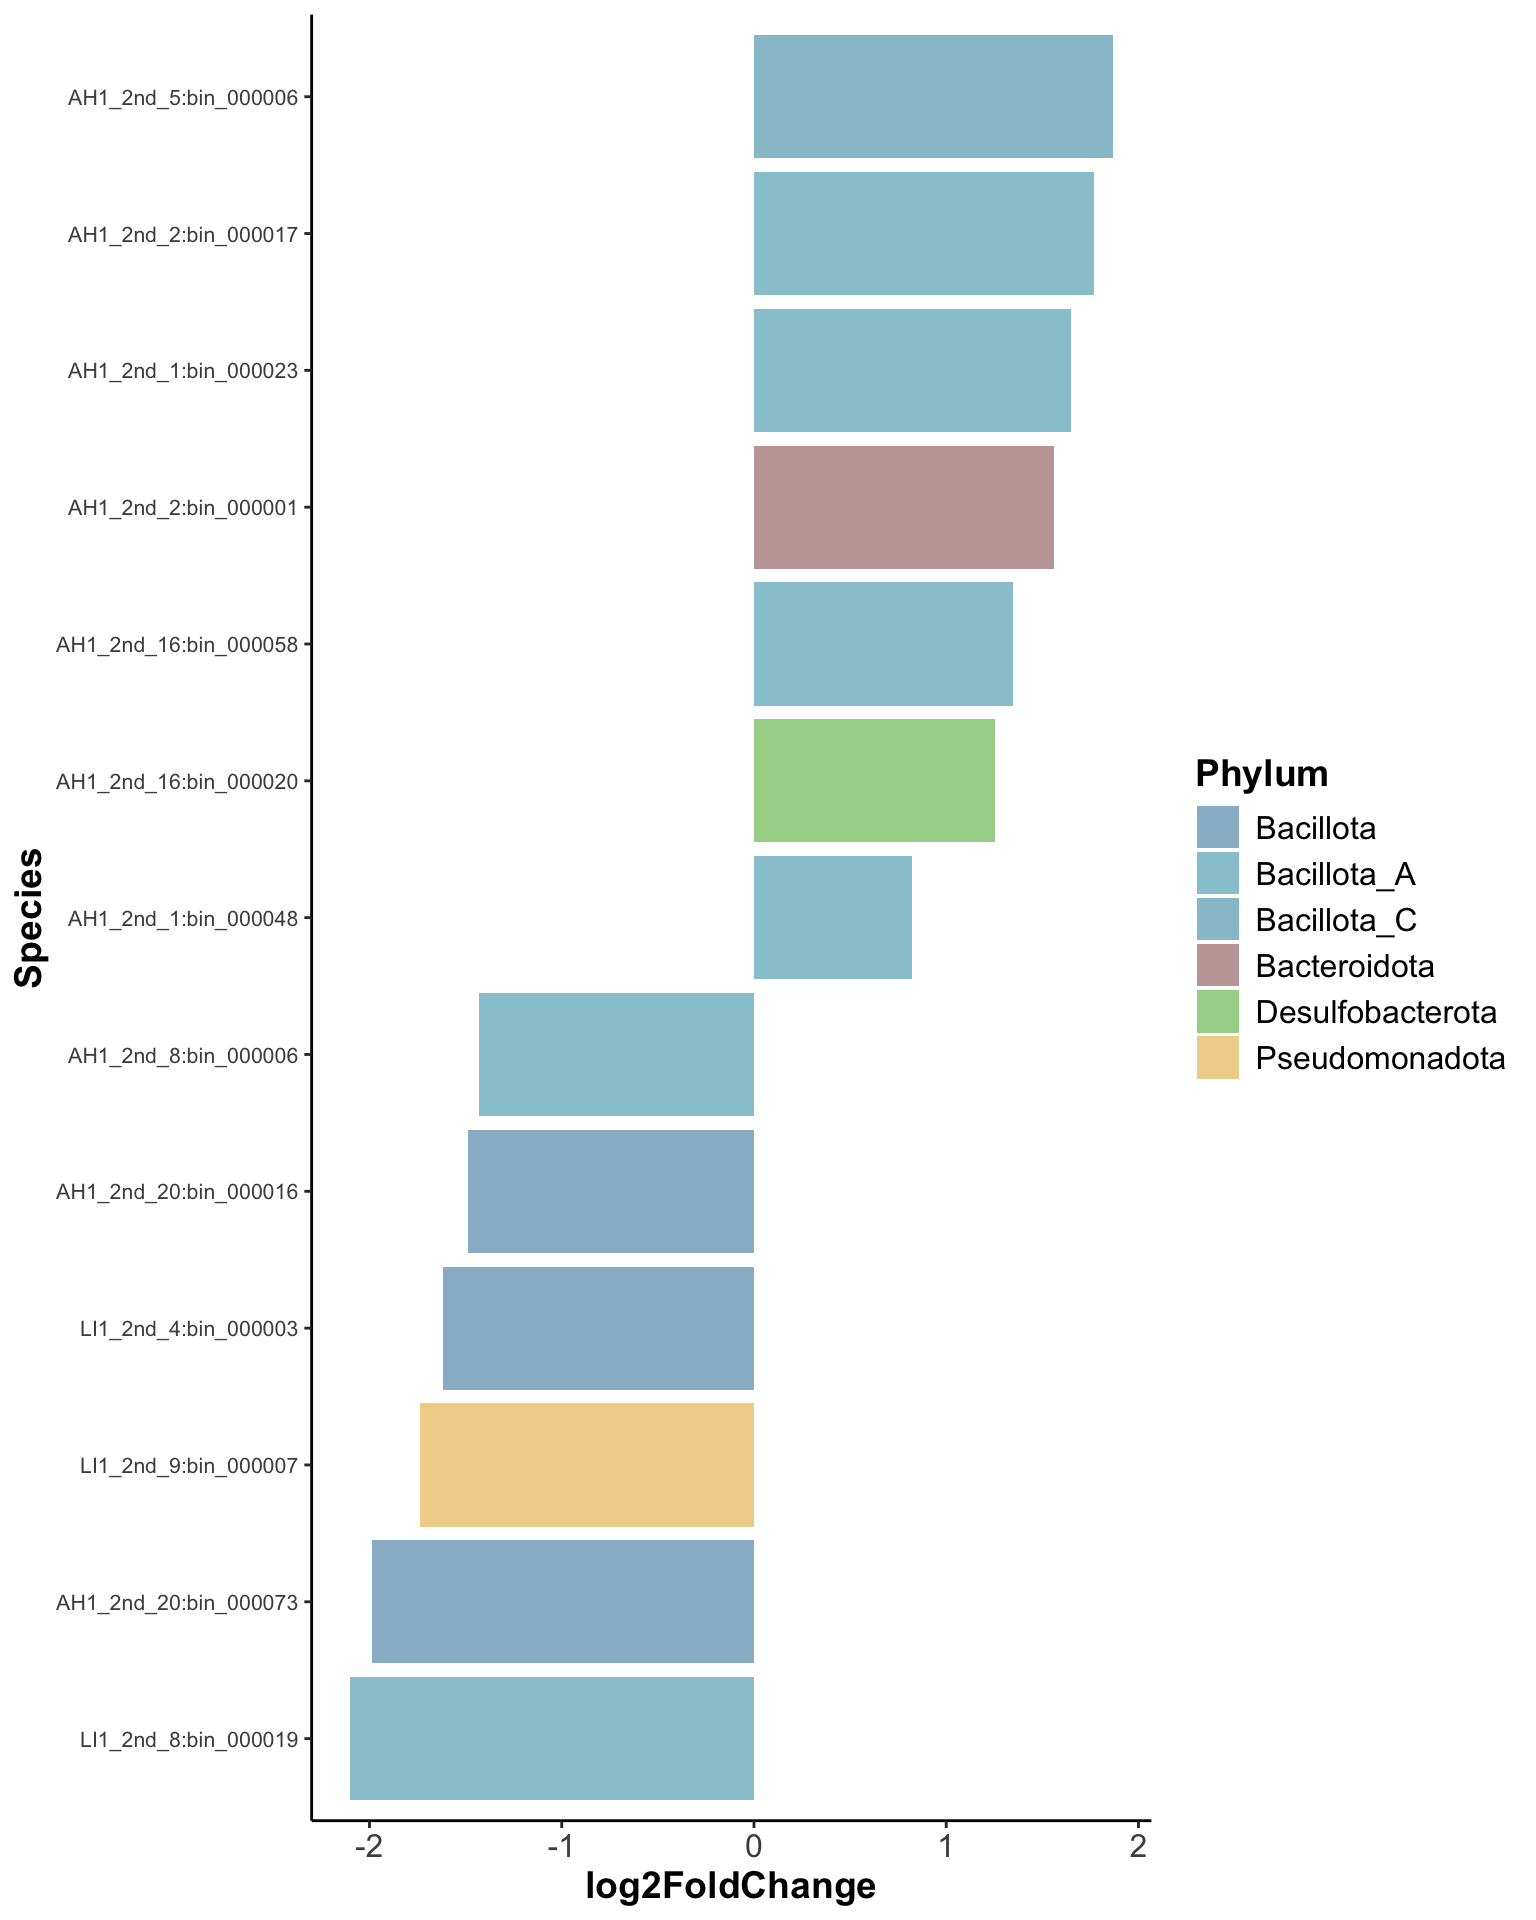 AH1_2nd_5:bin_000006
AH1_2nd_2:bin_000017
AH1_2nd_1:bin_000023
AH1_2nd_2:bin_000001
AH1_2nd_16:bin_000058
AH1_2nd_16:bin_000020
AH1_2nd_1:bin_000048
AH1_2nd_8:bin_000006
AH1_2nd_20:bin_000016
LI1_2nd_4:bin_000003
LI1_2nd_9:bin_000007
AH1_2nd_20:bin_000073
LI1_2nd_8:bin_000019
Species
-2 -1 0 1 2
log2FoldChange
Phylum
Bacillota
Bacillota_A
Bacillota_C
Bacteroidota
Desulfobacterota
Pseudomonadota